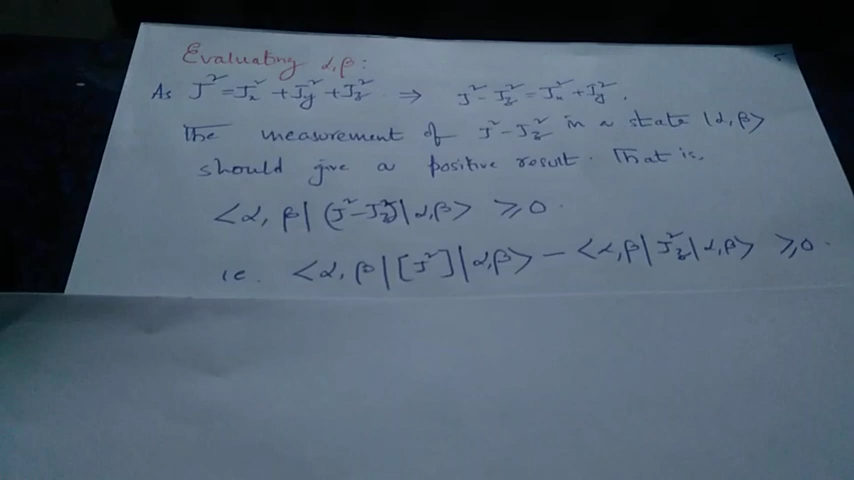 Evaluating α, β :
As J² = Jₓ² + Jy² + Jz² ⇒ J² - Jz² = Jₓ² + Jy² .
The measurement of J² - Jz² in a state |α, β>
should give a positive result. That is,
<α, β| (J² - Jz²) |α, β> ≥ 0 .
i.e. <α, β| [J²] |α, β> - <α, β| Jz² |α, β> ≥ 0 .